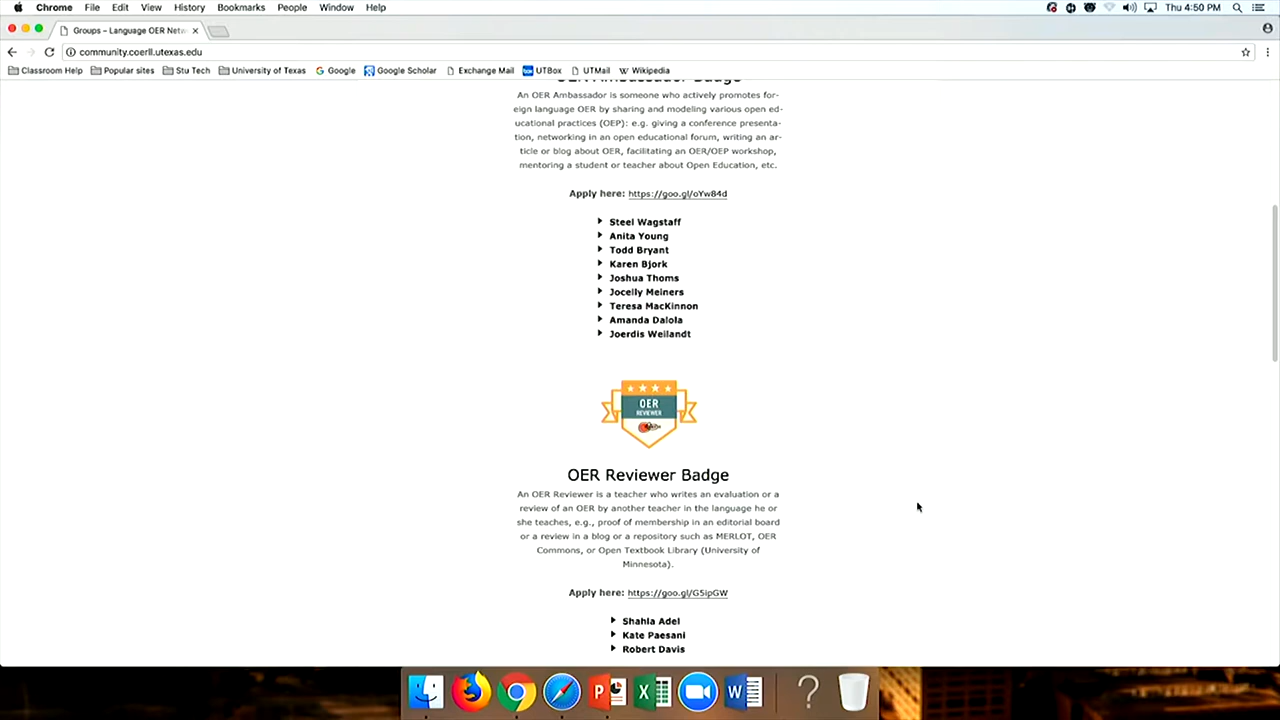 Chrome File Edit View History Bookmarks People Window Help Thu 4:50 PM
Groups – Language OER Netw
community.coerll.utexas.edu
Classroom Help Popular sites Stu Tech University of Texas Google Google Scholar Exchange Mail UTBox UTMail Wikipedia
OER Ambassador Badge
An OER Ambassador is someone who actively promotes for-
eign language OER by sharing and modeling various open ed-
ucational practices (OEP): e.g. giving a conference presenta-
tion, networking in an open educational forum, writing an ar-
ticle or blog about OER, facilitating an OER/OEP workshop,
mentoring a student or teacher about Open Education, etc.
Apply here: https://goo.gl/oYw84d
Steel Wagstaff
Anita Young
Todd Bryant
Karen Bjork
Joshua Thoms
Jocelly Meiners
Teresa MacKinnon
Amanda Dalola
Joerdis Weilandt
OER
REVIEWER
OER Reviewer Badge
An OER Reviewer is a teacher who writes an evaluation or a
review of an OER by another teacher in the language he or
she teaches, e.g., proof of membership in an editorial board
or a review in a blog or a repository such as MERLOT, OER
Commons, or Open Textbook Library (University of
Minnesota).
Apply here: https://goo.gl/G5ipGW
Shahla Adel
Kate Paesani
Robert Davis